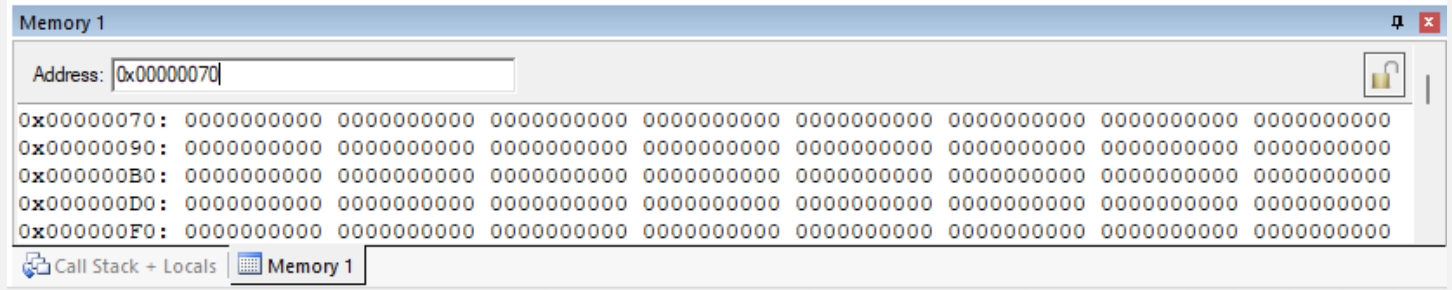 Memory 1
Address: 0x00000070
0x00000070: 0000000000 0000000000 0000000000 0000000000 0000000000 0000000000 0000000000 0000000000
0x00000090: 0000000000 0000000000 0000000000 0000000000 0000000000 0000000000 0000000000 0000000000
0x000000B0: 0000000000 0000000000 0000000000 0000000000 0000000000 0000000000 0000000000 0000000000
0x000000D0: 0000000000 0000000000 0000000000 0000000000 0000000000 0000000000 0000000000 0000000000
0x000000F0: 0000000000 0000000000 0000000000 0000000000 0000000000 0000000000 0000000000 0000000000
Call Stack + Locals Memory 1